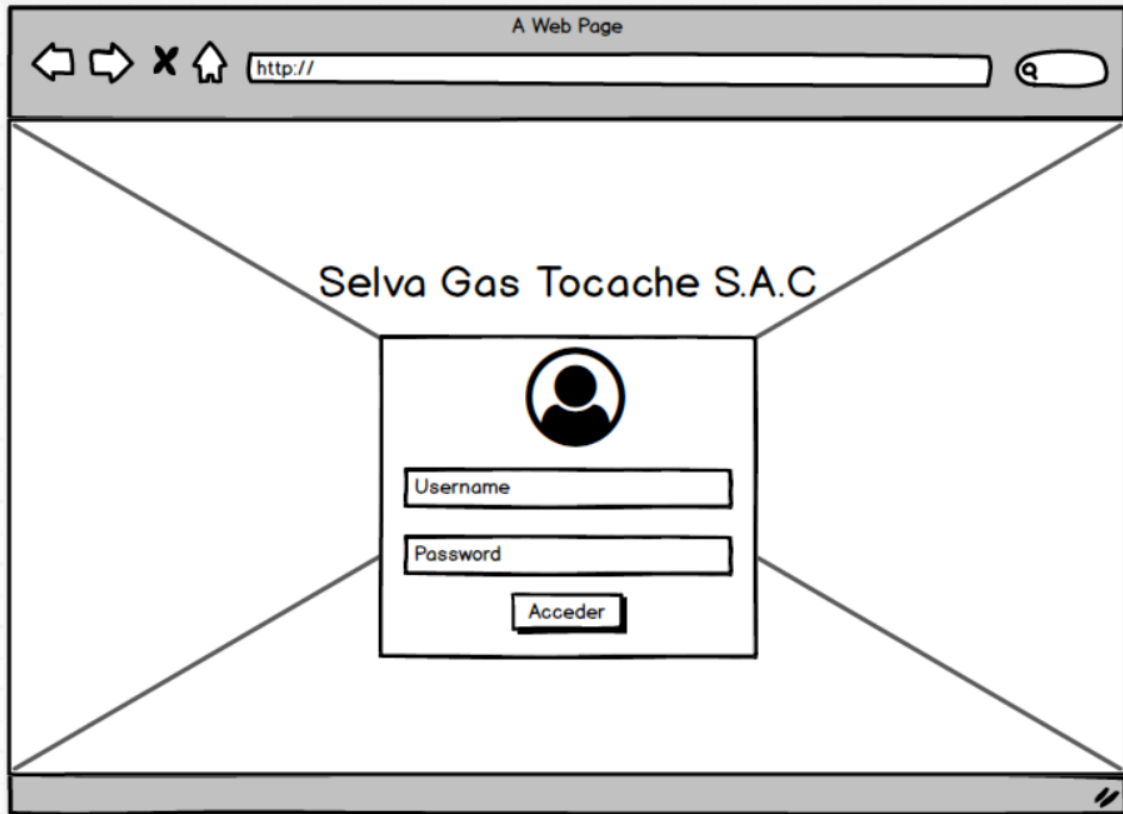 A Web Page
http://
Selva Gas Tocache S.A.C
Username
Password
Acceder